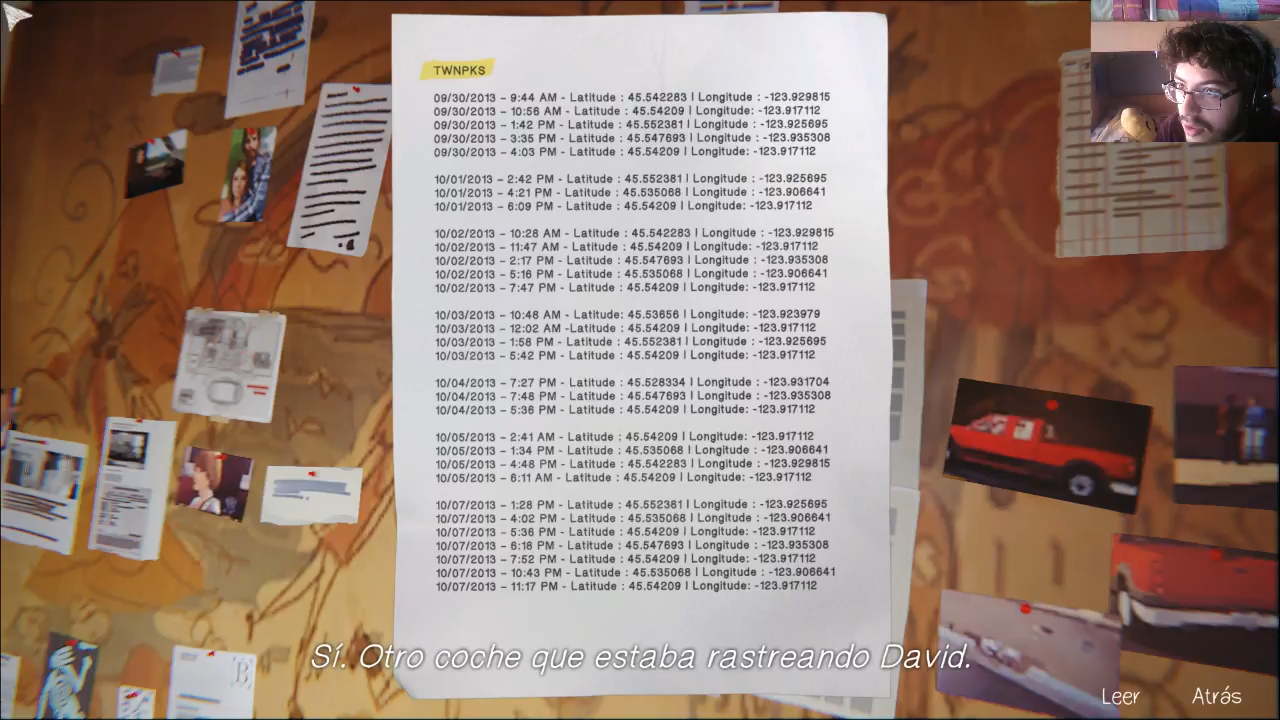 TWNPKS
09/30/2013 – 9:44 AM - Latitude : 45.542283 | Longitude : -123.929815
09/30/2013 – 10:56 AM - Latitude : 45.54209 | Longitude: -123.917112
09/30/2013 – 1:42 PM - Latitude : 45.552381 | Longitude : -123.925695
09/30/2013 – 3:35 PM - Latitude : 45.547693 | Longitude : -123.935308
09/30/2013 – 4:03 PM - Latitude : 45.54209 | Longitude: -123.917112
10/01/2013 – 2:42 PM - Latitude : 45.552381 | Longitude : -123.925695
10/01/2013 – 4:21 PM - Latitude : 45.535068 | Longitude : -123.906641
10/01/2013 – 6:09 PM - Latitude : 45.54209 | Longitude: -123.917112
10/02/2013 – 10:28 AM - Latitude : 45.542283 | Longitude : -123.929815
10/02/2013 – 11:47 AM - Latitude : 45.54209 | Longitude: -123.917112
10/02/2013 – 2:17 PM - Latitude : 45.547693 | Longitude : -123.935308
10/02/2013 – 5:16 PM - Latitude : 45.535068 | Longitude : -123.906641
10/02/2013 – 7:47 PM - Latitude : 45.54209 | Longitude: -123.917112
10/03/2013 – 10:48 AM- Latitude: 45.53656 | Longitude : -123.923979
10/03/2013 – 12:02 AM - Latitude : 45.54209 | Longitude: -123.917112
10/03/2013 – 1:58 PM - Latitude : 45.552381 | Longitude : -123.925695
10/03/2013 – 5:42 PM - Latitude : 45.54209 | Longitude: -123.917112
10/04/2013 – 7:27 PM - Latitude : 45.528334 | Longitude : -123.931704
10/04/2013 – 7:48 PM - Latitude : 45.547693 | Longitude : -123.935308
10/04/2013 – 5:36 PM - Latitude : 45.54209 | Longitude: -123.917112
10/05/2013 – 2:41 AM - Latitude : 45.54209 | Longitude: -123.917112
10/05/2013 – 1:34 PM - Latitude : 45.535068 | Longitude : -123.906641
10/05/2013 – 4:48 PM - Latitude : 45.542283 | Longitude : -123.929815
10/05/2013 – 6:11 AM - Latitude : 45.54209 | Longitude: -123.917112
10/07/2013 – 1:28 PM - Latitude : 45.552381 | Longitude : -123.925695
10/07/2013 – 4:02 PM - Latitude : 45.535068 | Longitude : -123.906641
10/07/2013 – 5:36 PM - Latitude : 45.54209 | Longitude: -123.917112
10/07/2013 – 6:16 PM - Latitude : 45.547693 | Longitude : -123.935308
10/07/2013 – 7:52 PM - Latitude : 45.54209 | Longitude: -123.917112
10/07/2013 – 10:43 PM - Latitude : 45.535068 | Longitude : -123.906641
10/07/2013 – 11:17 PM - Latitude : 45.54209 | Longitude: -123.917112
Sí. Otro coche que estaba rastreando David.
Leer Atrás